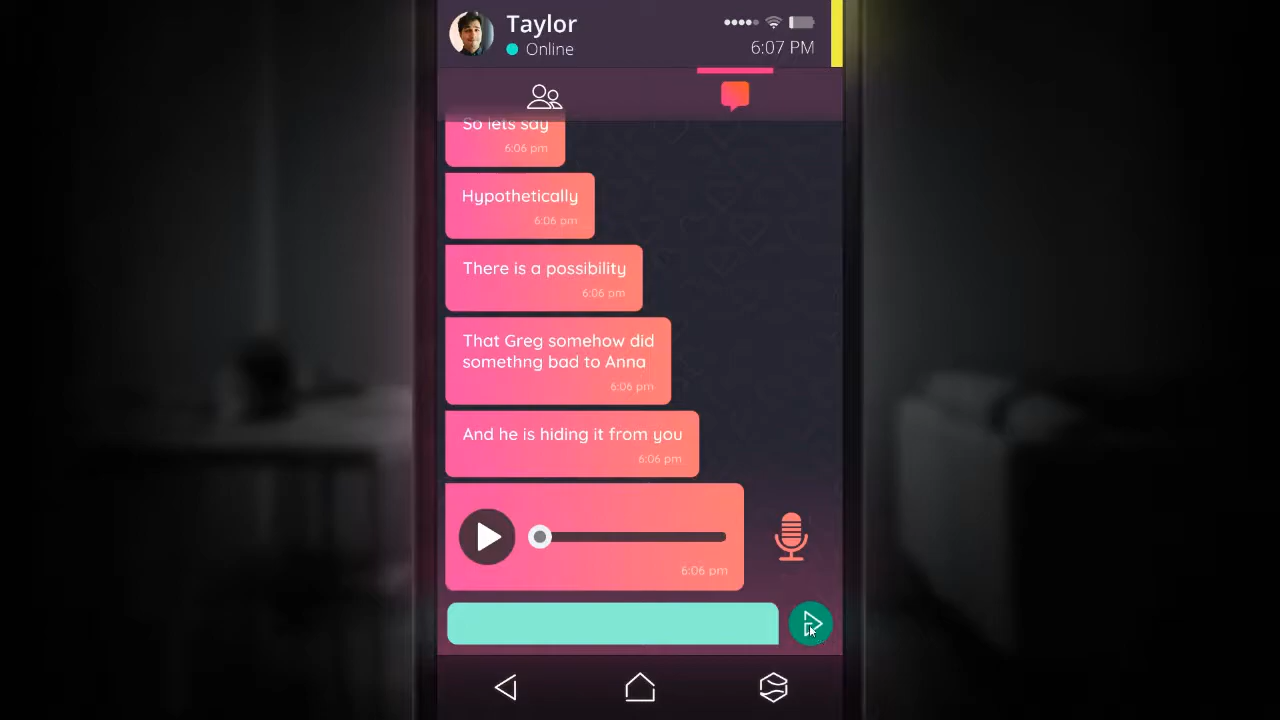 Taylor
Online
6:07 PM
So lets say
6:06 pm
Hypothetically
6:06 pm
There is a possibility
6:06 pm
That Greg somehow did
somethng bad to Anna
6:06 pm
And he is hiding it from you
6:06 pm
6:06 pm